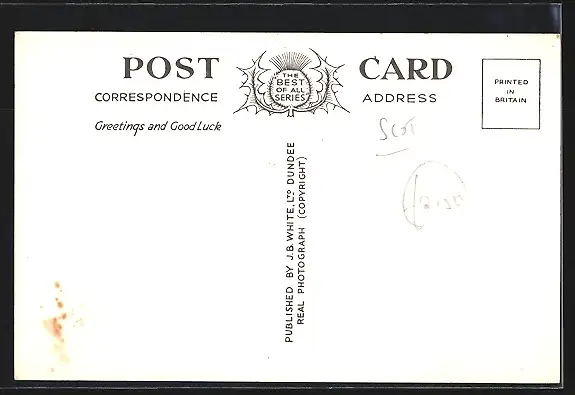 POST CARD
THE
BEST
OF ALL
SERIES
CORRESPONDENCE
ADDRESS
PRINTED
IN
BRITAIN
Greetings and Good Luck
SCOT
PUBLISHED BY J.B. WHITE, LTD DUNDEE
REAL PHOTOGRAPH (COPYRIGHT)